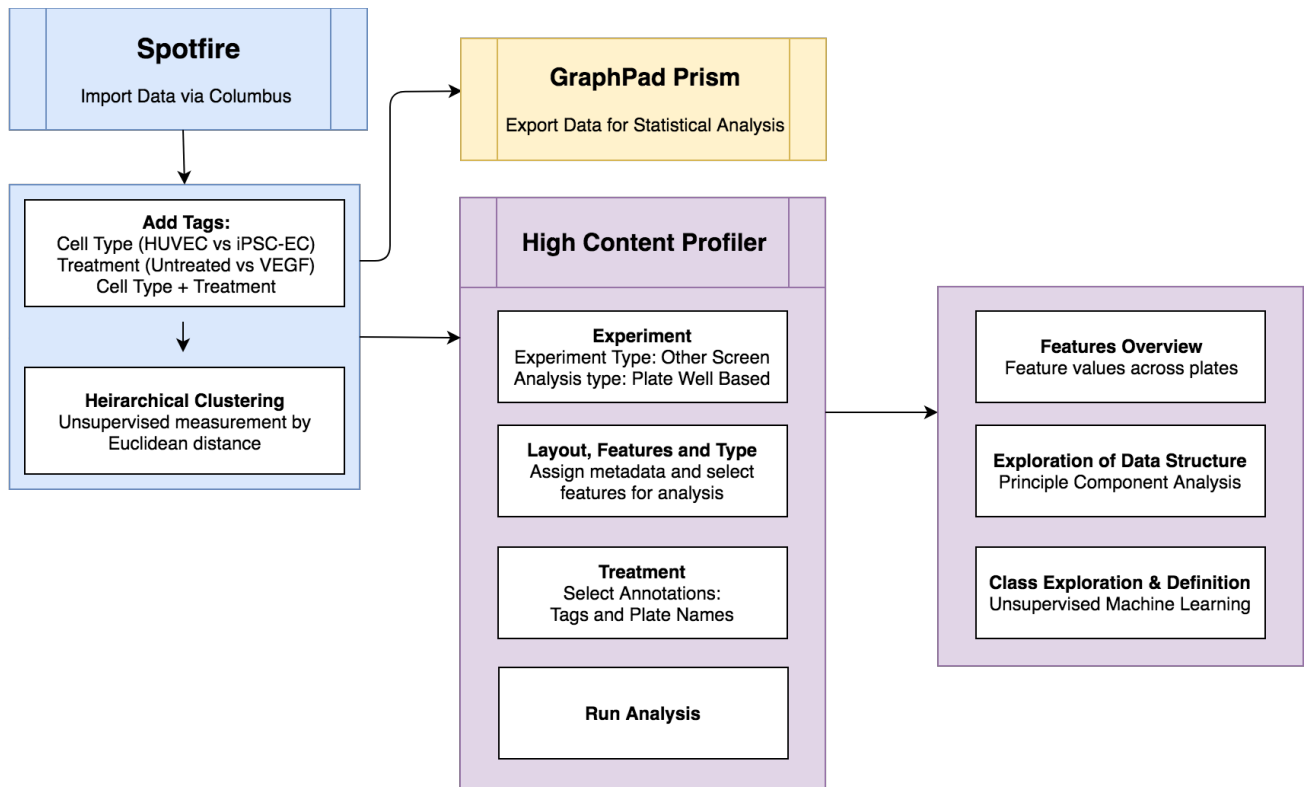 Spotfire
Import Data via Columbus
Add Tags:
Cell Type (HUVEC vs iPSC-EC)
Treatment (Untreated vs VEGF)
Cell Type + Treatment
Heirarchical Clustering
Unsupervised measurement by
Euclidean distance
GraphPad Prism
Export Data for Statistical Analysis
High Content Profiler
Experiment
Experiment Type: Other Screen
Analysis type: Plate Well Based
Layout, Features and Type
Assign metadata and select
features for analysis
Treatment
Select Annotations:
Tags and Plate Names
Run Analysis
Features Overview
Feature values across plates
Exploration of Data Structure
Principle Component Analysis
Class Exploration & Definition
Unsupervised Machine Learning